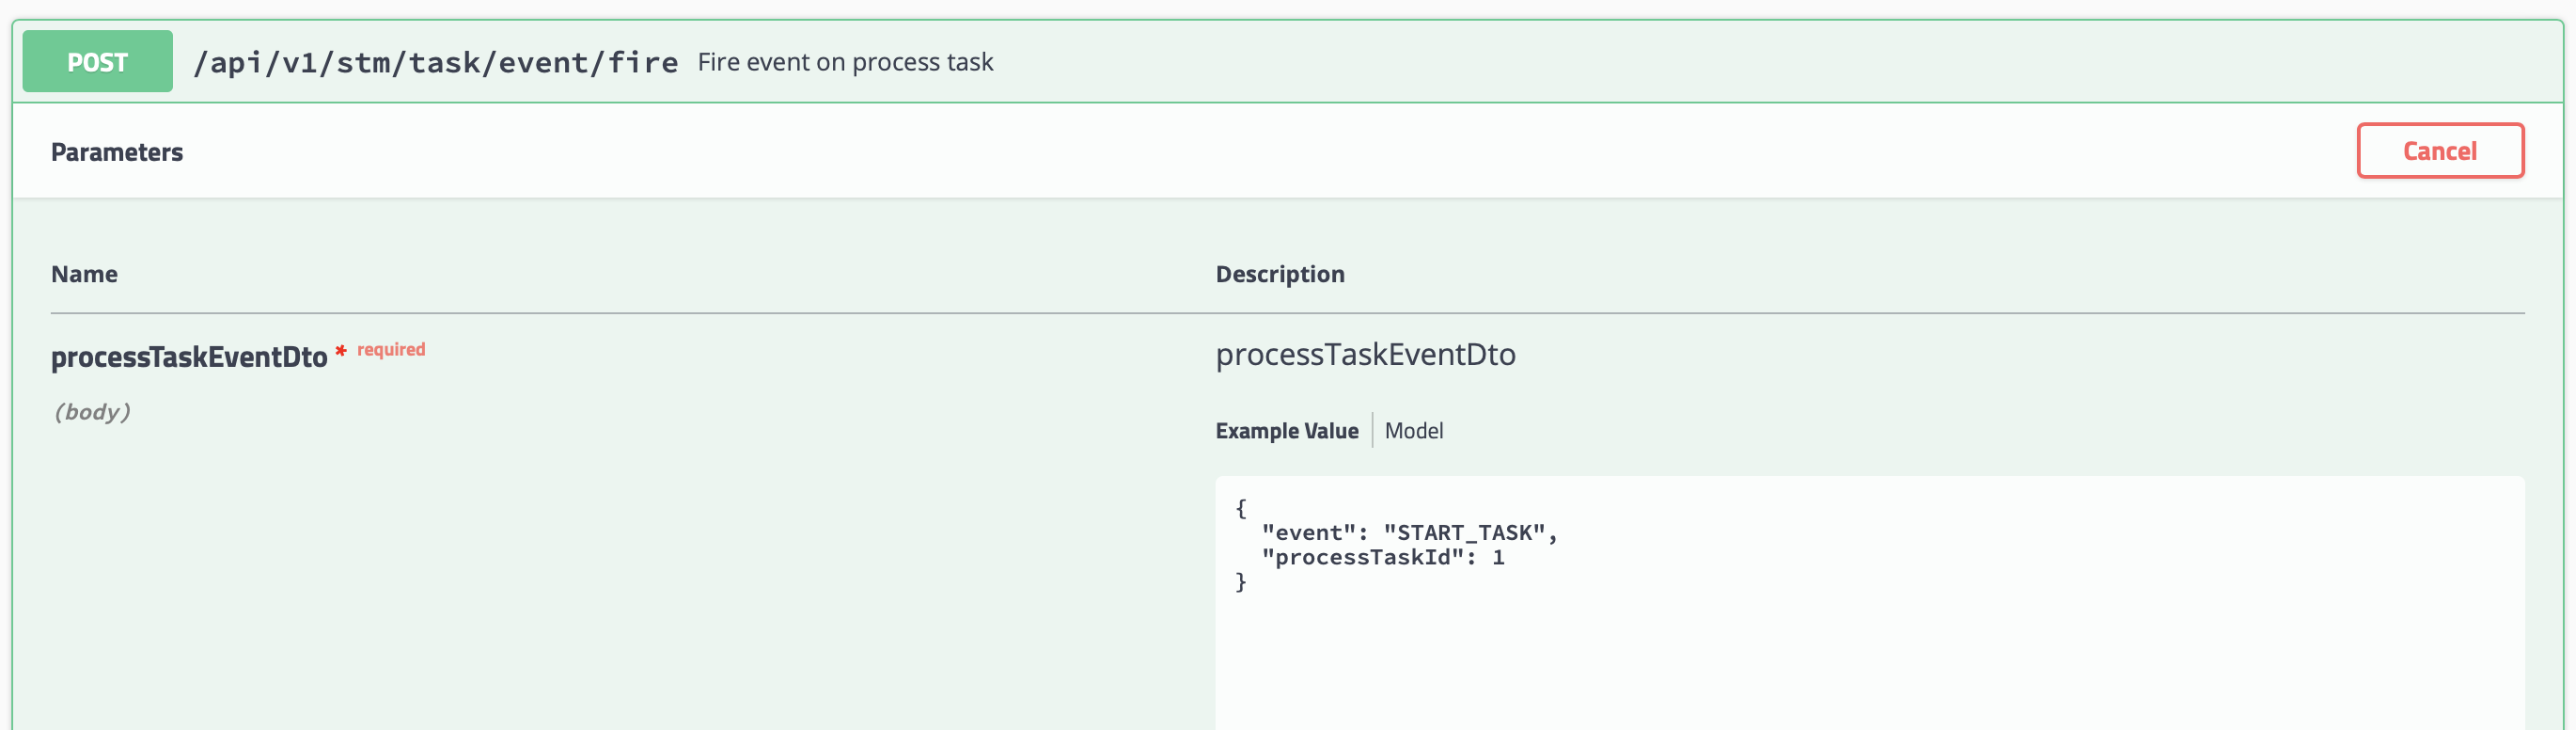 POST /api/v1/stm/task/event/fire Fire event on process task
Parameters
Cancel
Name
Description
processTaskEventDto * required
(body)
processTaskEventDto
Example Value | Model
{
  "event": "START_TASK",
  "processTaskId": 1
}